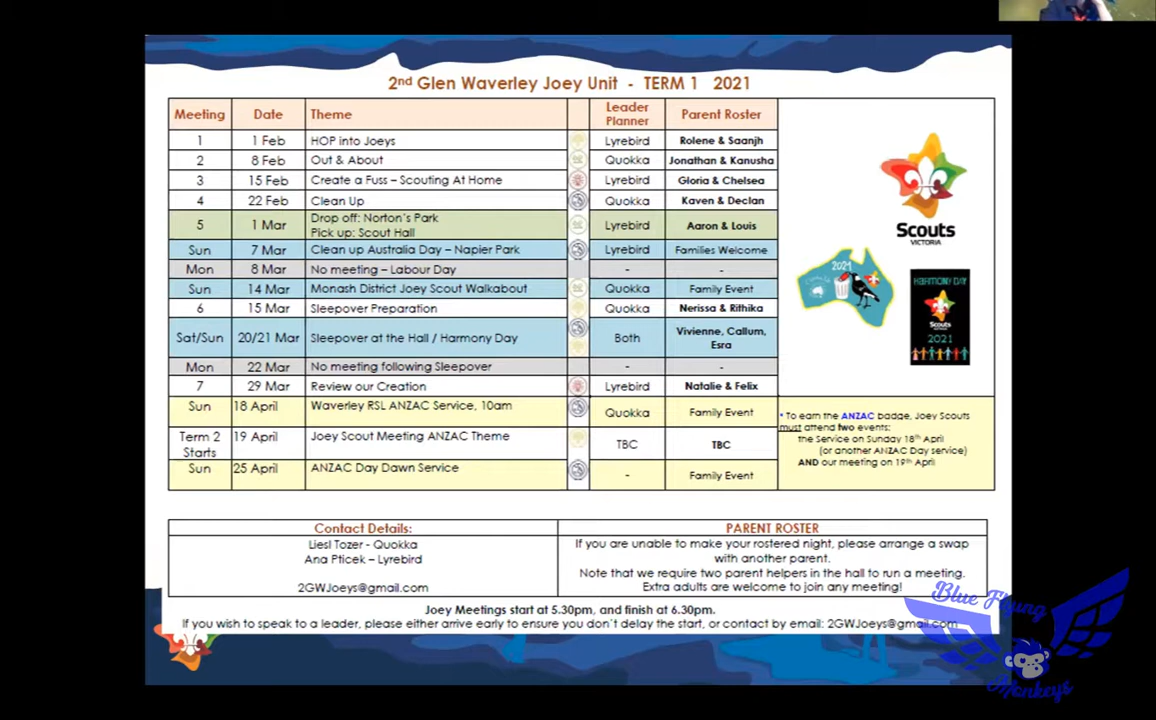 2nd Glen Waverley Joey Unit - TERM 1 2021
Meeting Date Theme Leader Planner Parent Roster
1 1 Feb HOP into Joeys Lyrebird Rolene & Saanjh
2 8 Feb Out & About Quokka Jonathan & Kanusha
3 15 Feb Create a Fuss – Scouting At Home Lyrebird Gloria & Chelsea
4 22 Feb Clean Up Quokka Kaven & Declan
5 1 Mar Drop off: Norton's Park Lyrebird Aaron & Louis
Pick up: Scout Hall
Sun 7 Mar Clean up Australia Day – Napier Park Lyrebird Families Welcome
Mon 8 Mar No meeting – Labour Day - -
Sun 14 Mar Monash District Joey Scout Walkabout Quokka Family Event
6 15 Mar Sleepover Preparation Quokka Nerissa & Rithika
Sat/Sun 20/21 Mar Sleepover at the Hall / Harmony Day Both Vivienne, Callum,
Esra
Mon 22 Mar No meeting following Sleepover - -
7 29 Mar Review our Creation Lyrebird Natalie & Felix
Sun 18 April Waverley RSL ANZAC Service, 10am Quokka Family Event
Term 2 19 April Joey Scout Meeting ANZAC Theme TBC TBC
Starts
Sun 25 April ANZAC Day Dawn Service - Family Event
Scouts
VICTORIA
2021
HARMONY DAY
Scouts
2021
* To earn the ANZAC badge, Joey Scouts
must attend two events:
the Service on Sunday 18th April
(or another ANZAC Day service)
AND our meeting on 19th April
Contact Details:
Liesl Tozer - Quokka
Ana Pticek – Lyrebird
2GWJoeys@gmail.com
PARENT ROSTER
If you are unable to make your rostered night, please arrange a swap
with another parent.
Note that we require two parent helpers in the hall to run a meeting.
Extra adults are welcome to join any meeting!
Joey Meetings start at 5.30pm, and finish at 6.30pm.
If you wish to speak to a leader, please either arrive early to ensure you don't delay the start, or contact by email: 2GWJoeys@gmail.com
Blue Flying
Monkeys